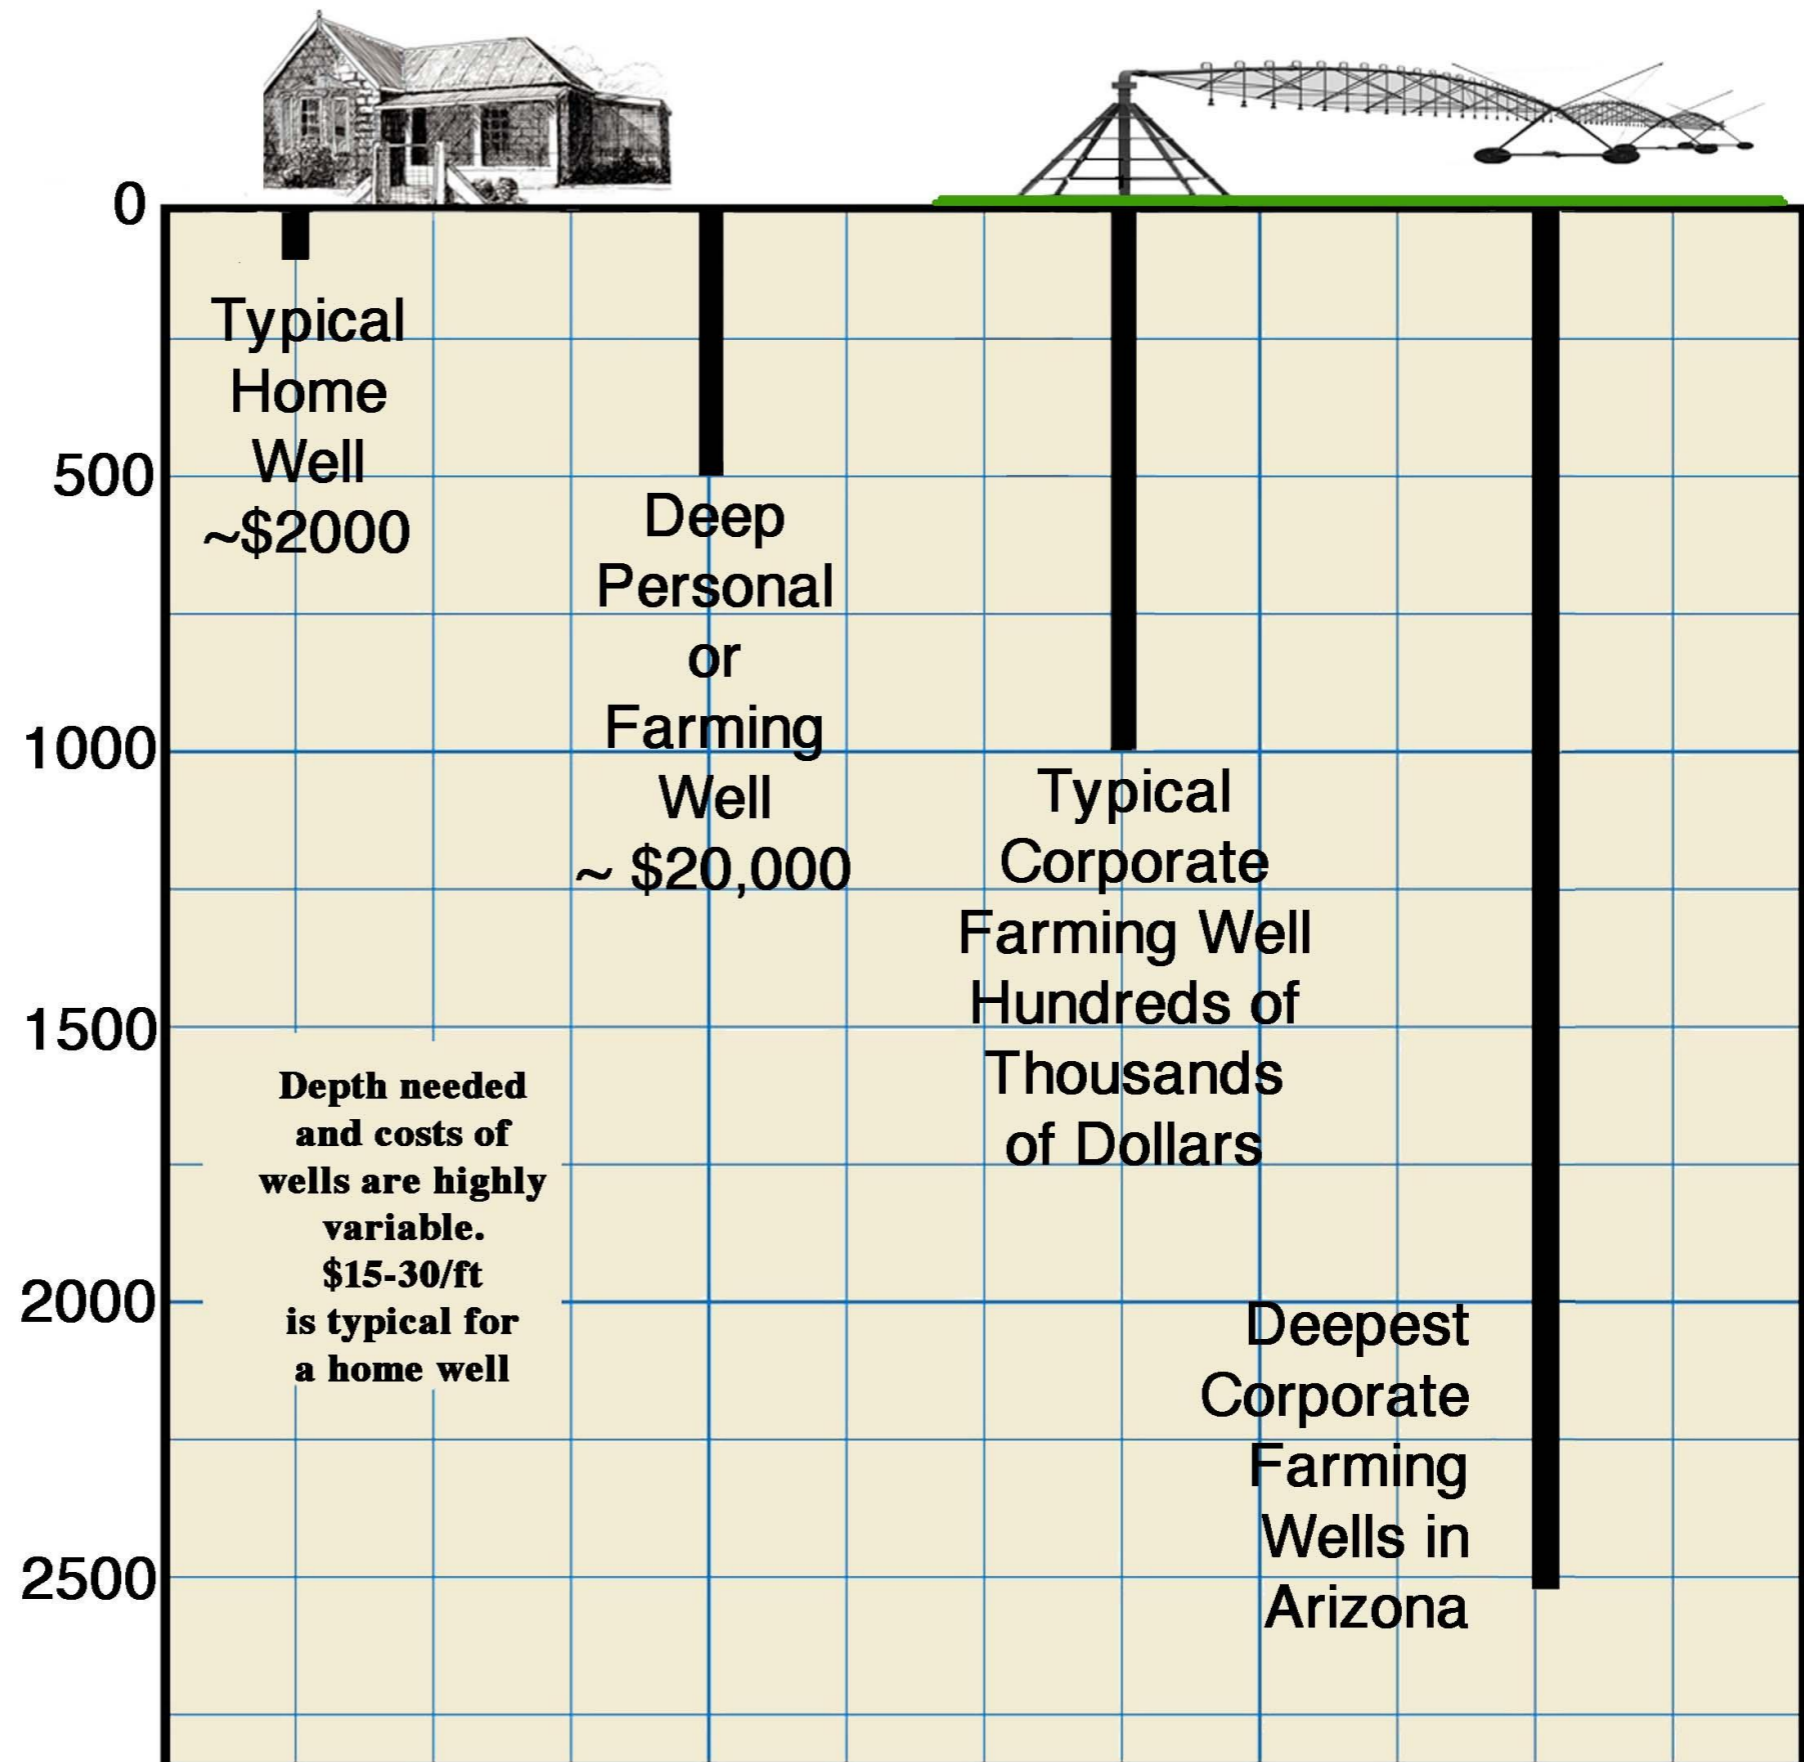 0
500
1000
1500
2000
2500
Typical
Home
Well
~$2000
Deep
Personal
or
Farming
Well
~ $20,000
Typical
Corporate
Farming Well
Hundreds of
Thousands
of Dollars
Depth needed
and costs of
wells are highly
variable.
$15-30/ft
is typical for
a home well
Deepest
Corporate
Farming
Wells in
Arizona